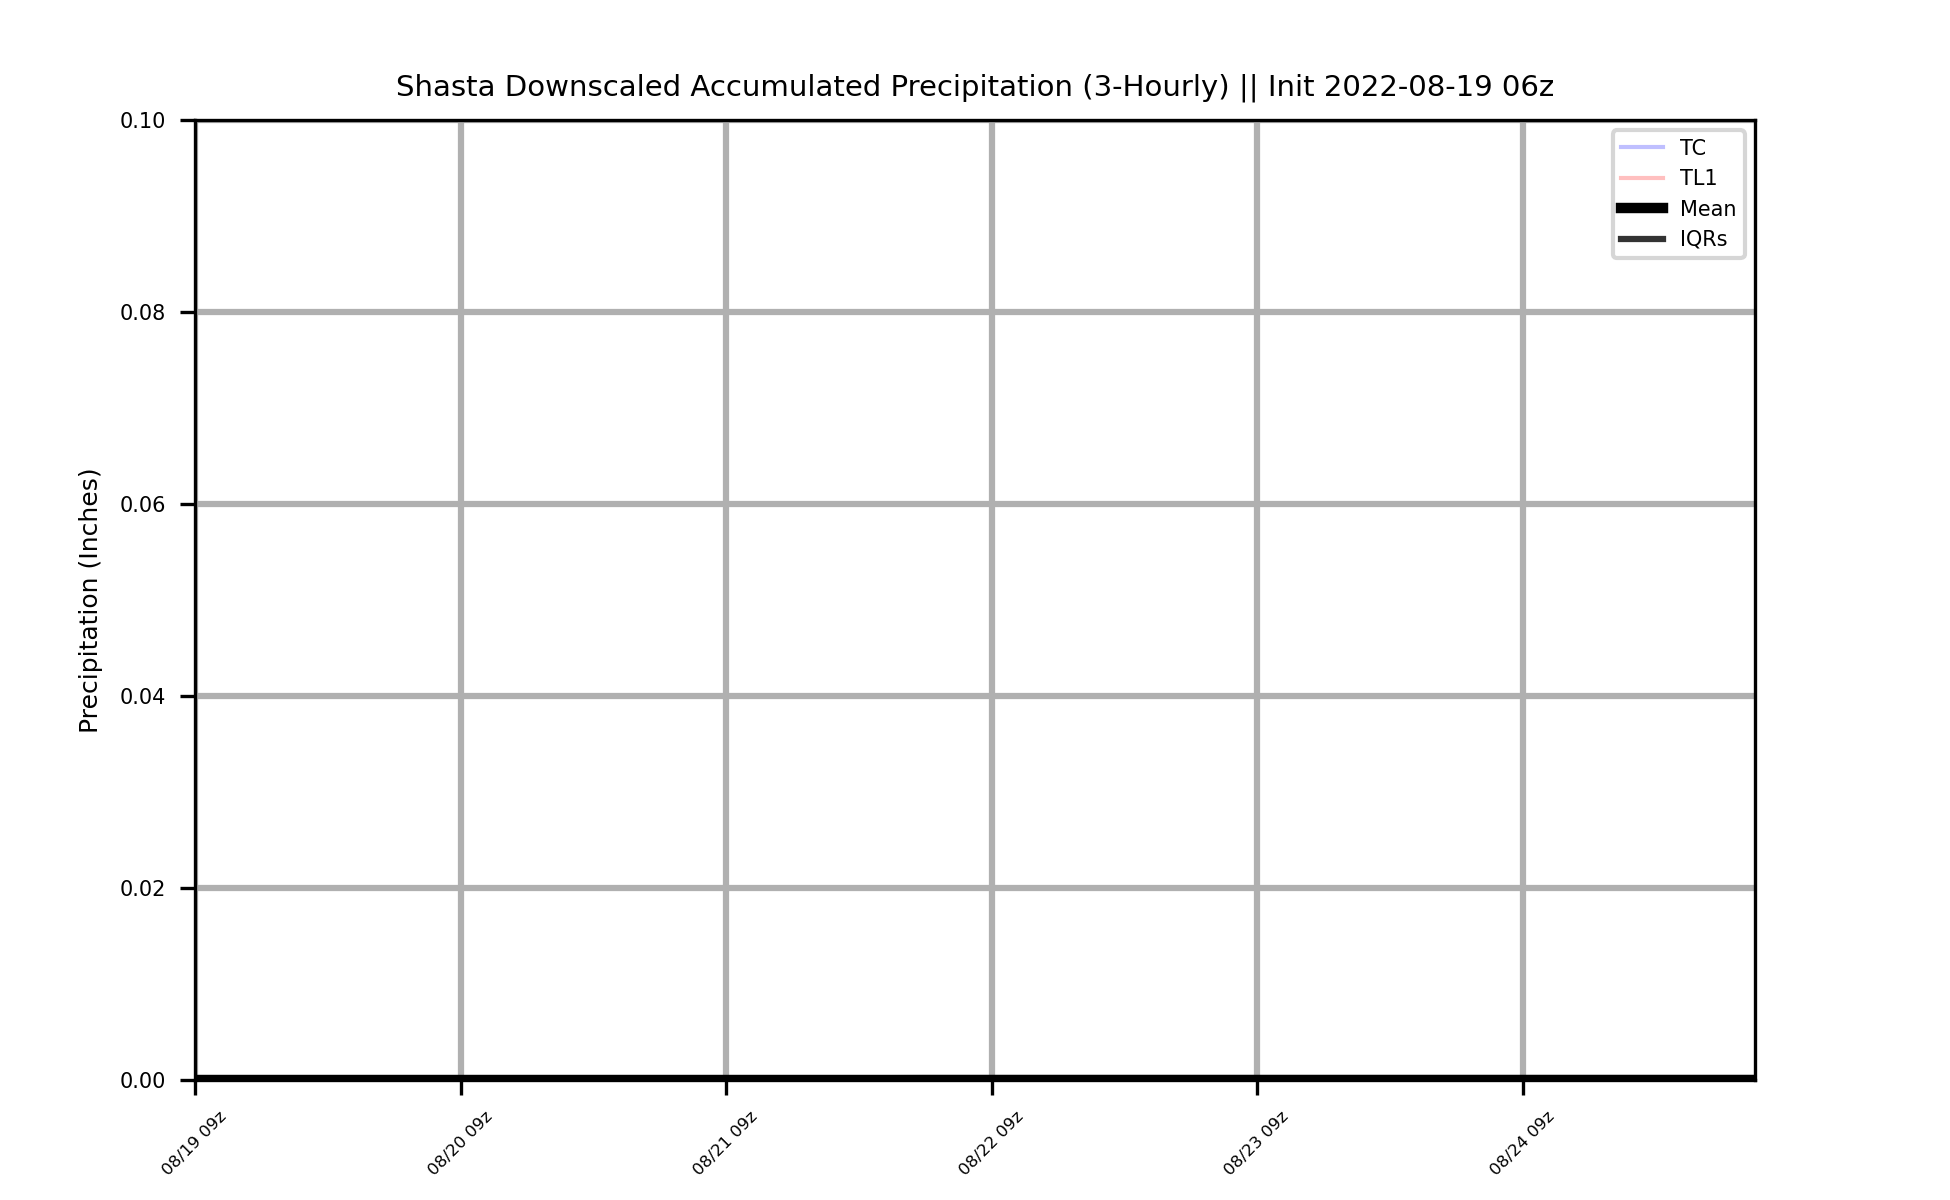 Shasta Downscaled Accumulated Precipitation (3-Hourly) || Init 2022-08-19 06z
0.10
0.08
0.06
0.04
0.02
0.00
Precipitation (Inches)
TC
TL1
Mean
IQRs
08/19 09z
08/20 09z
08/21 09z
08/22 09z
08/23 09z
08/24 09z